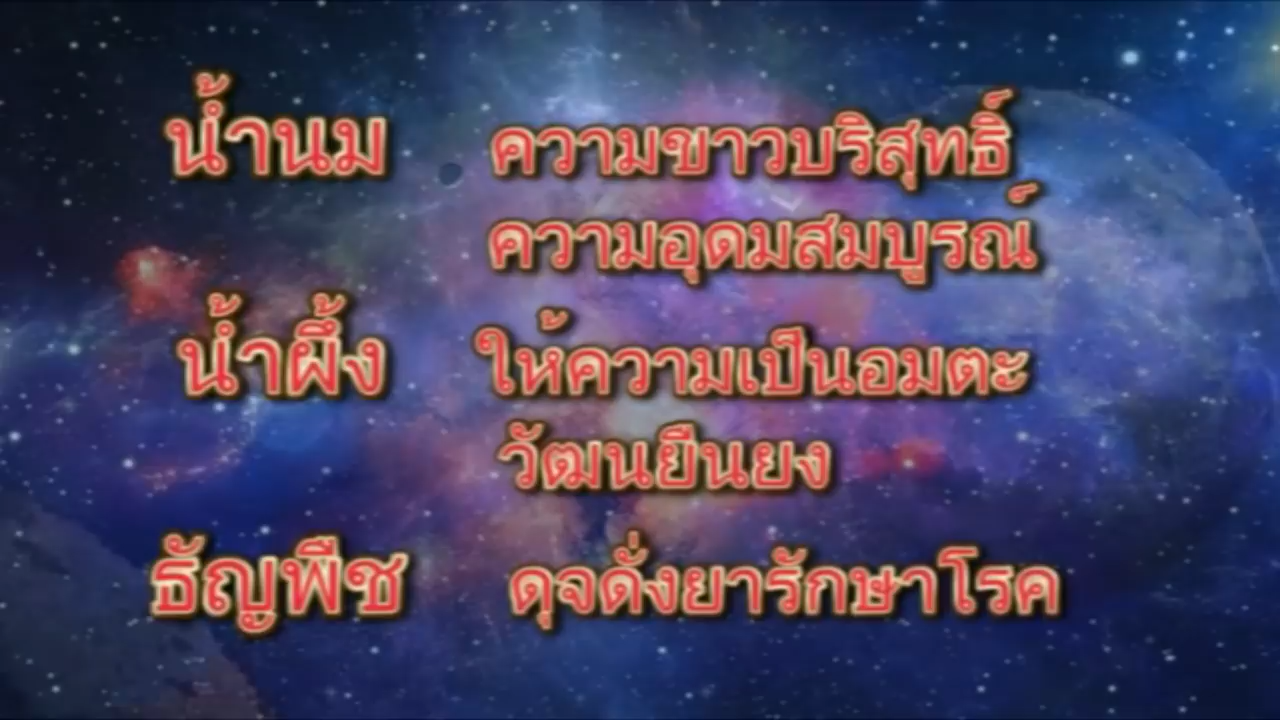 น้ำนม ความขาวบริสุทธิ์
ความอุดมสมบูรณ์
น้ำผึ้ง ให้ความเป็นอมตะ
วัฒนยืนยง
ธัญพืช ดุจดั่งยารักษาโรค